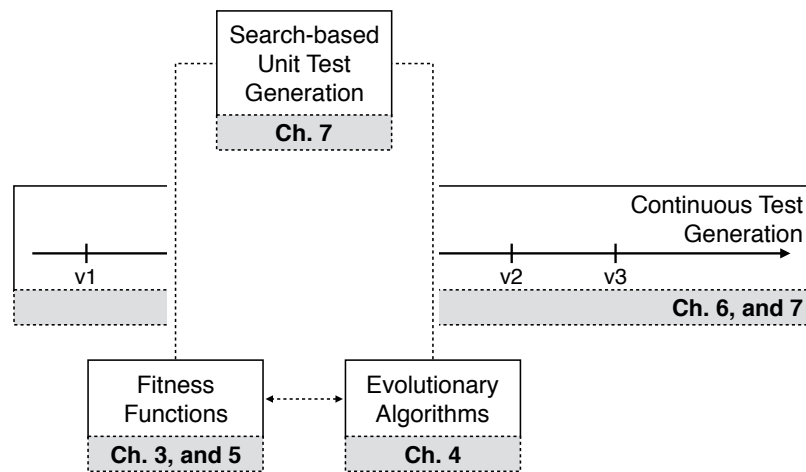 Search-based
Unit Test
Generation
Ch. 7
Continuous Test
Generation
v1
v2
v3
Ch. 6, and 7
Fitness
Functions
Ch. 3, and 5
Evolutionary
Algorithms
Ch. 4